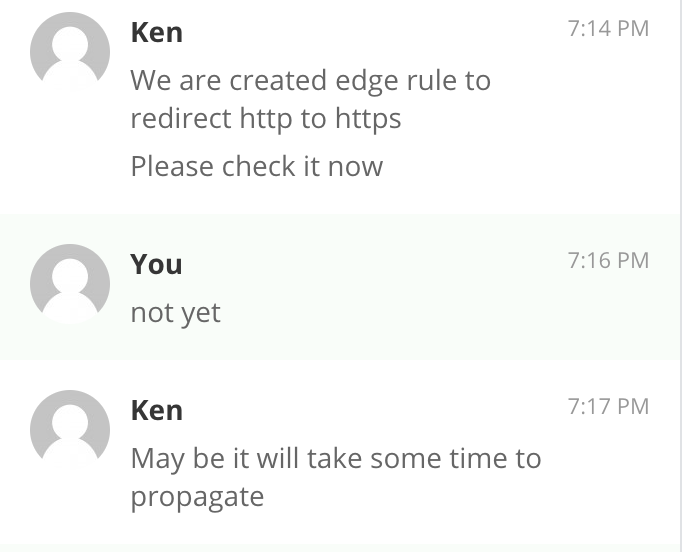 Ken 7:14 PM
We are created edge rule to
redirect http to https
Please check it now
You 7:16 PM
not yet
Ken 7:17 PM
May be it will take some time to
propagate